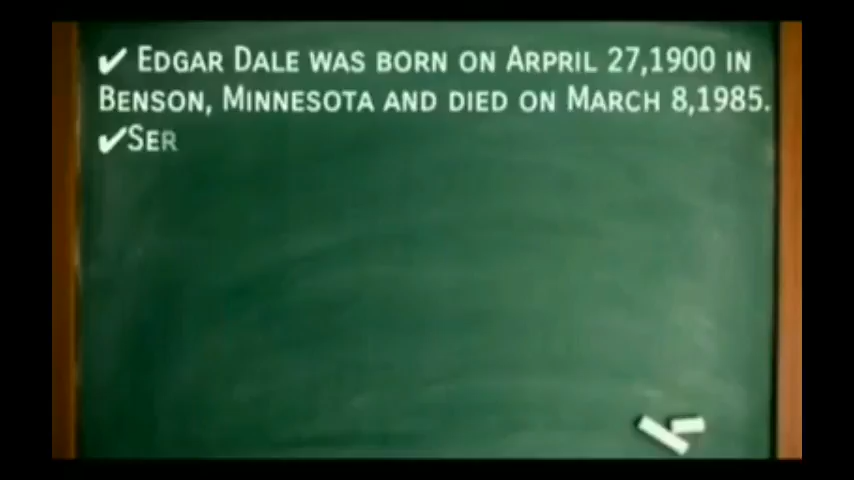 ✔ Edgar Dale was born on Arpril 27,1900 in
Benson, Minnesota and died on March 8,1985.
✔Ser